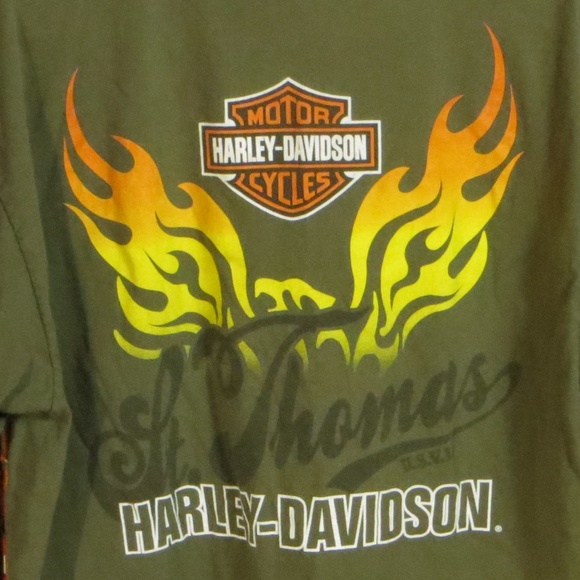 MOTOR
HARLEY-DAVIDSON
CYCLES
St. Thomas
U.S.V.I.
HARLEY-DAVIDSON.